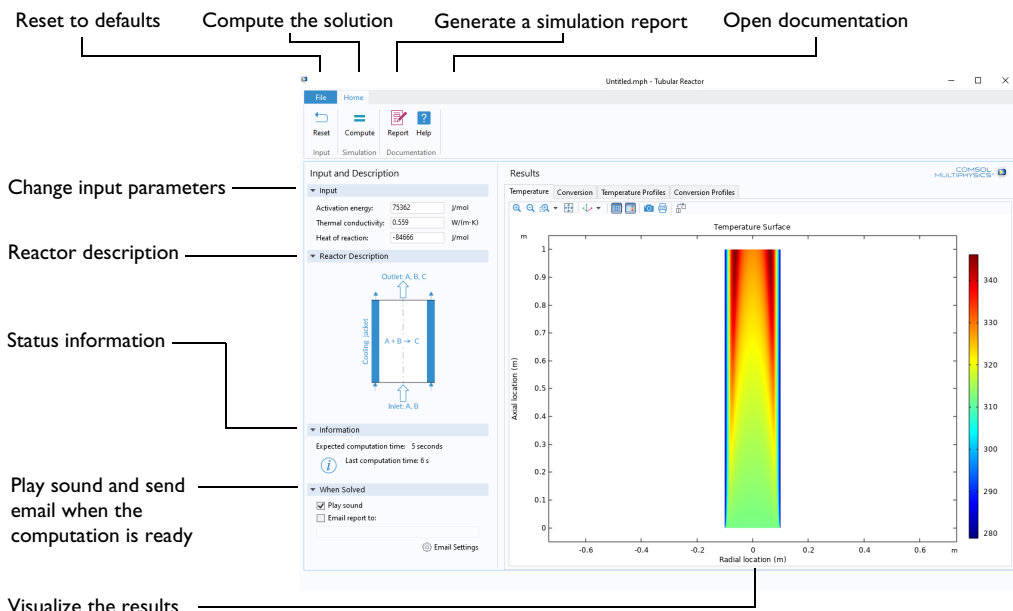 Reset to defaults
Compute the solution
Generate a simulation report
Open documentation
Untitled.mph - Tubular Reactor
File
Home
Reset
Compute
Report
Help
Input
Simulation
Documentation
Change input parameters
Reactor description
Status information
Play sound and send
email when the
computation is ready
Visualize the results
Input and Description
Input
Activation energy: 75362 J/mol
Thermal conductivity: 0.559 W/(m·K)
Heat of reaction: -84666 J/mol
Reactor Description
Outlet: A, B, C
Cooling jacket
A + B → C
Inlet: A, B
Information
Expected computation time: 5 seconds
Last computation time: 6 s
When Solved
Play sound
Email report to:
Email Settings
Results
COMSOL
MULTIPHYSICS
Temperature
Conversion
Temperature Profiles
Conversion Profiles
Temperature Surface
m
1
0.9
0.8
0.7
0.6
0.5
0.4
0.3
0.2
0.1
0
Axial location (m)
-0.6
-0.4
-0.2
0
0.2
0.4
0.6
m
Radial location (m)
340
330
320
310
300
290
280